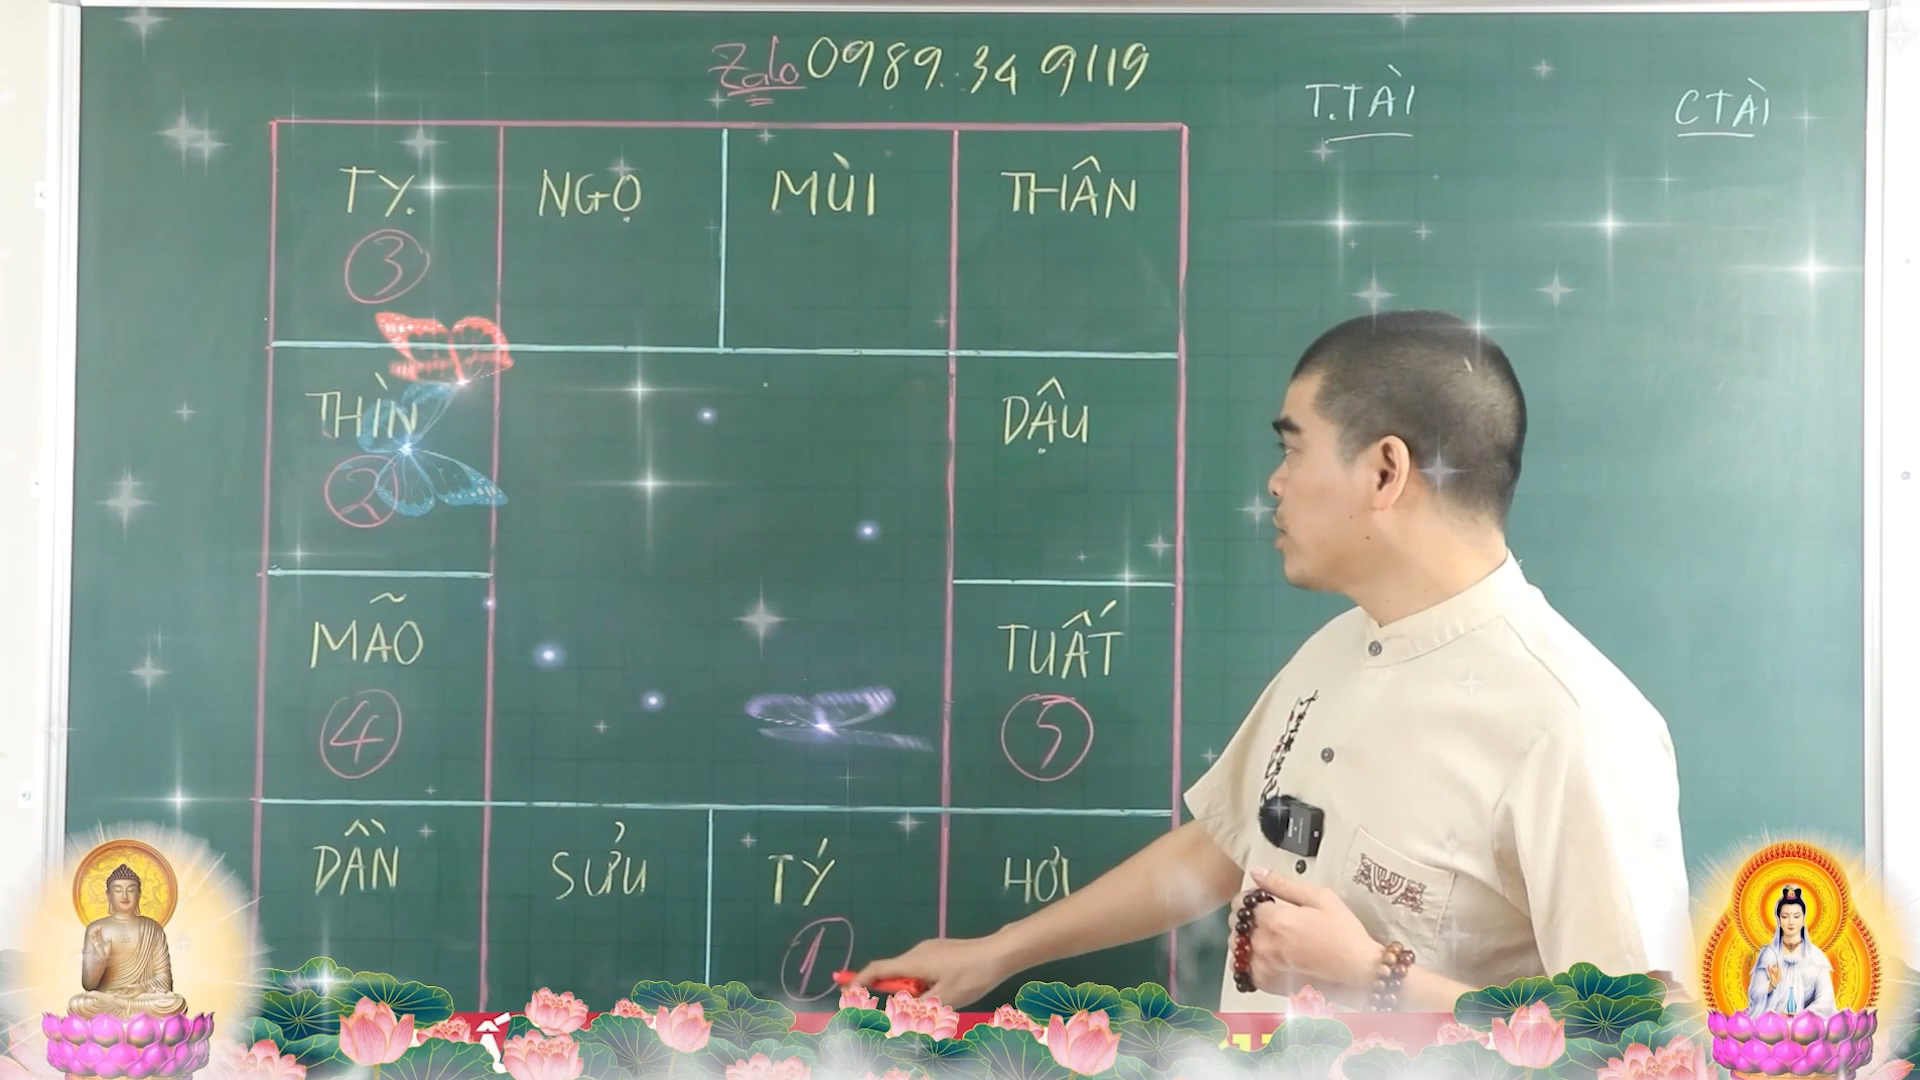 Zalo 0989.34 9119
T.TÀI
CTÀI
TỴ
NGỌ
MÙI
THÂN
3
THÌN
DẬU
2
MÃO
TUẤT
4
5
DẦN
SỬU
TÝ
HỢI
1